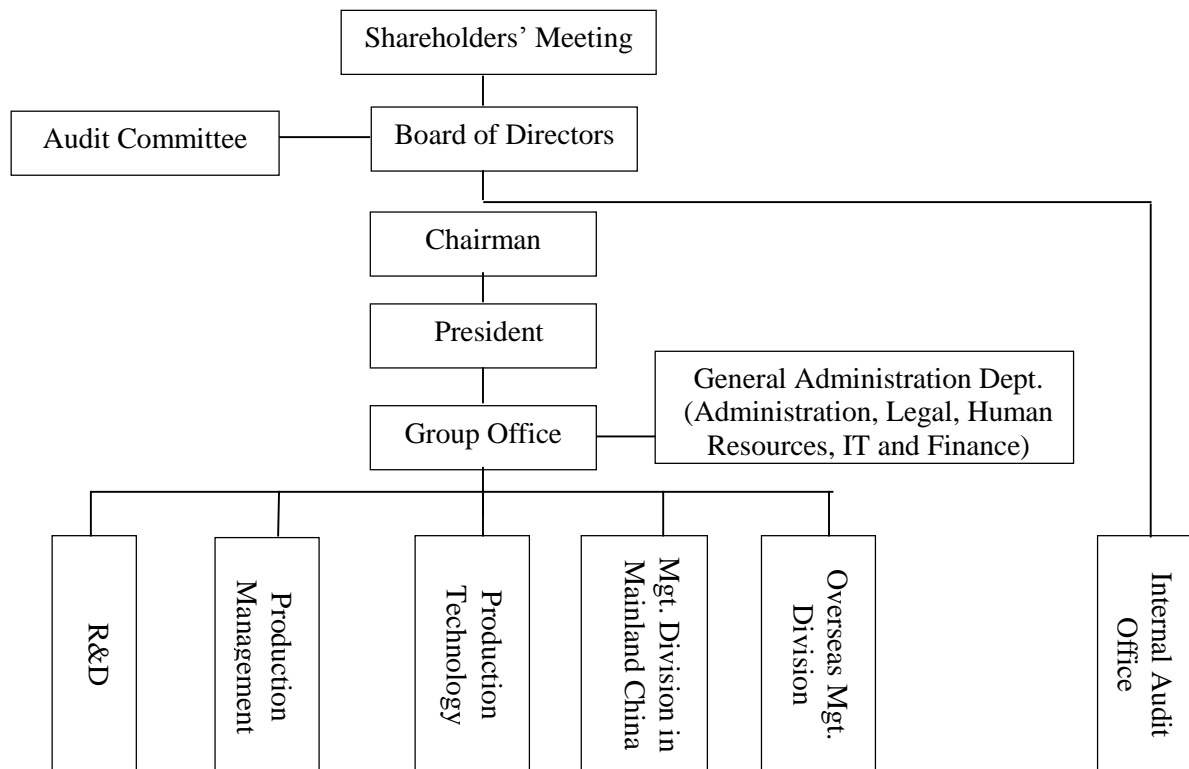 Shareholders’ Meeting
Audit Committee
Board of Directors
Chairman
President
General Administration Dept.
(Administration, Legal, Human
Resources, IT and Finance)
Group Office
R&D
Production
Management
Production
Technology
Mgt. Division in
Mainland China
Overseas Mgt.
Division
Internal Audit
Office